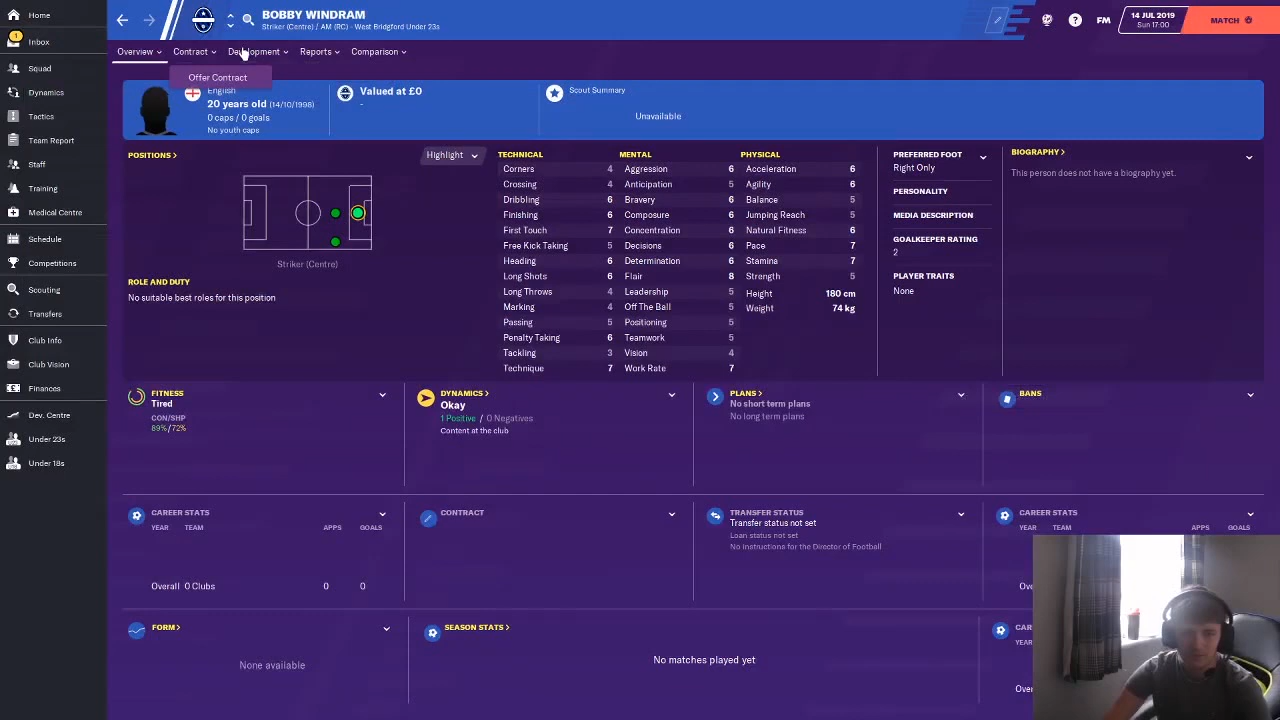 BOBBY WINDRAM
Striker (Centre) / AM (RC) - West Bridgford Under 23s
FM
14 JUL 2019
Sun 17:00
MATCH
Home
1
Inbox
Squad
Dynamics
Tactics
Team Report
Staff
Training
Medical Centre
Schedule
Competitions
Scouting
Transfers
Club Info
Club Vision
Finances
Dev. Centre
Under 23s
Under 18s
Overview
Contract
Development
Reports
Comparison
Offer Contract
English
20 years old (14/10/1998)
0 caps / 0 goals
No youth caps
Valued at £0
-
Scout Summary
Unavailable
POSITIONS >
Highlight
Striker (Centre)
ROLE AND DUTY
No suitable best roles for this position
TECHNICAL
Corners 4
Crossing 4
Dribbling 6
Finishing 6
First Touch 7
Free Kick Taking 5
Heading 6
Long Shots 6
Long Throws 4
Marking 4
Passing 5
Penalty Taking 6
Tackling 3
Technique 7
MENTAL
Aggression 6
Anticipation 5
Bravery 6
Composure 6
Concentration 6
Decisions 6
Determination 6
Flair 8
Leadership 5
Off The Ball 5
Positioning 5
Teamwork 5
Vision 4
Work Rate 7
PHYSICAL
Acceleration 6
Agility 6
Balance 5
Jumping Reach 5
Natural Fitness 6
Pace 7
Stamina 7
Strength 5
Height 180 cm
Weight 74 kg
PREFERRED FOOT
Right Only
PERSONALITY
MEDIA DESCRIPTION
GOALKEEPER RATING
2
PLAYER TRAITS
None
BIOGRAPHY >
This person does not have a biography yet.
FITNESS
Tired
CON/SHP
89%/72%
DYNAMICS >
Okay
1 Positive / 0 Negatives
Content at the club
PLANS >
No short term plans
No long term plans
BANS
CAREER STATS
YEAR TEAM APPS GOALS
Overall 0 Clubs 0 0
CONTRACT
TRANSFER STATUS
Transfer status not set
Loan status not set
No instructions for the Director of Football
CAREER STATS
YEAR TEAM APPS GOALS
FORM >
None available
SEASON STATS >
No matches played yet
YEAR